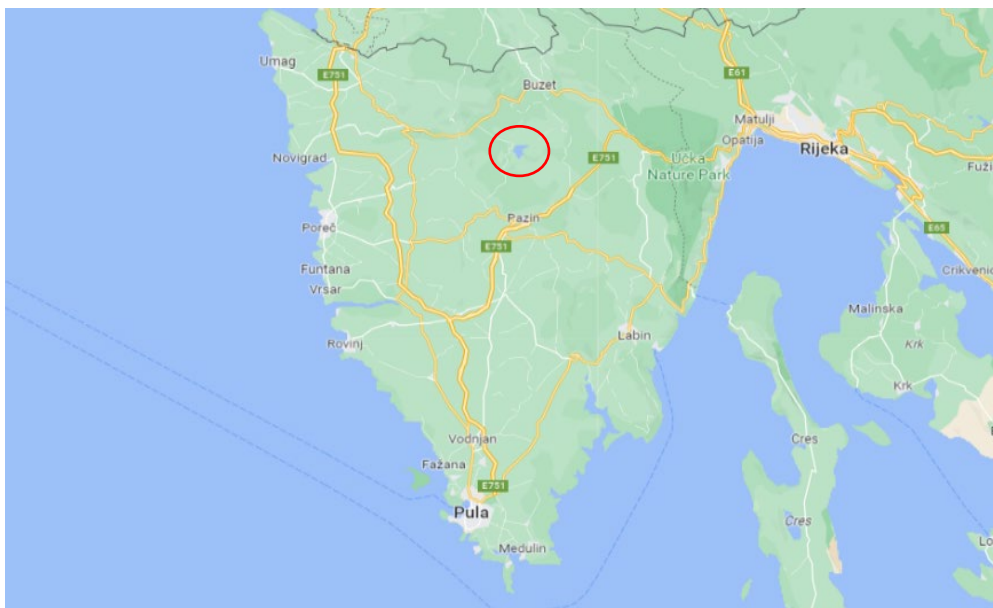 Umag
E751
E61
Buzet
Matulji
Opatija
Rijeka
Novigrad
E751
Učka
Nature Park
Fuži
Poreč
Pazin
E751
E65
Funtana
Vrsar
Crikvenic
Malinska
Rovinj
Labin
Krk
Krk
Vodnjan
Cres
Fažana
E751
Pula
Cres
Medulin
Lo